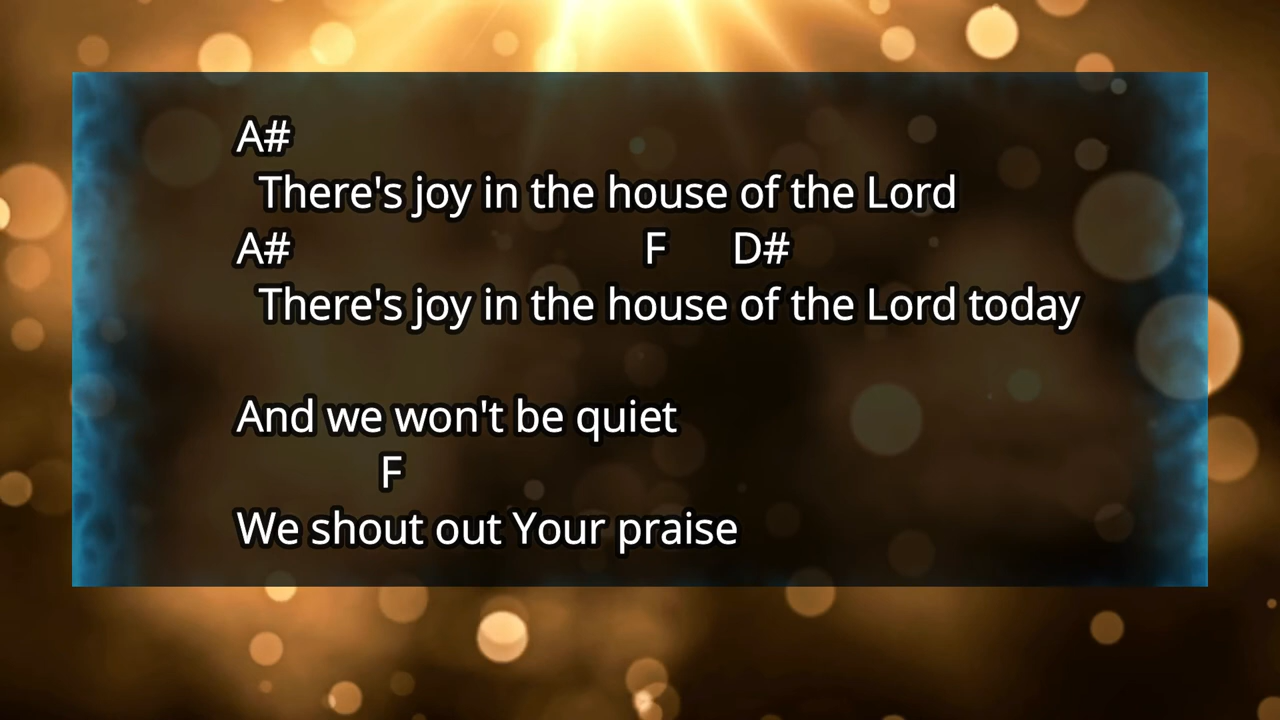 A#
There's joy in the house of the Lord
A# F D#
There's joy in the house of the Lord today
And we won't be quiet
F
We shout out Your praise